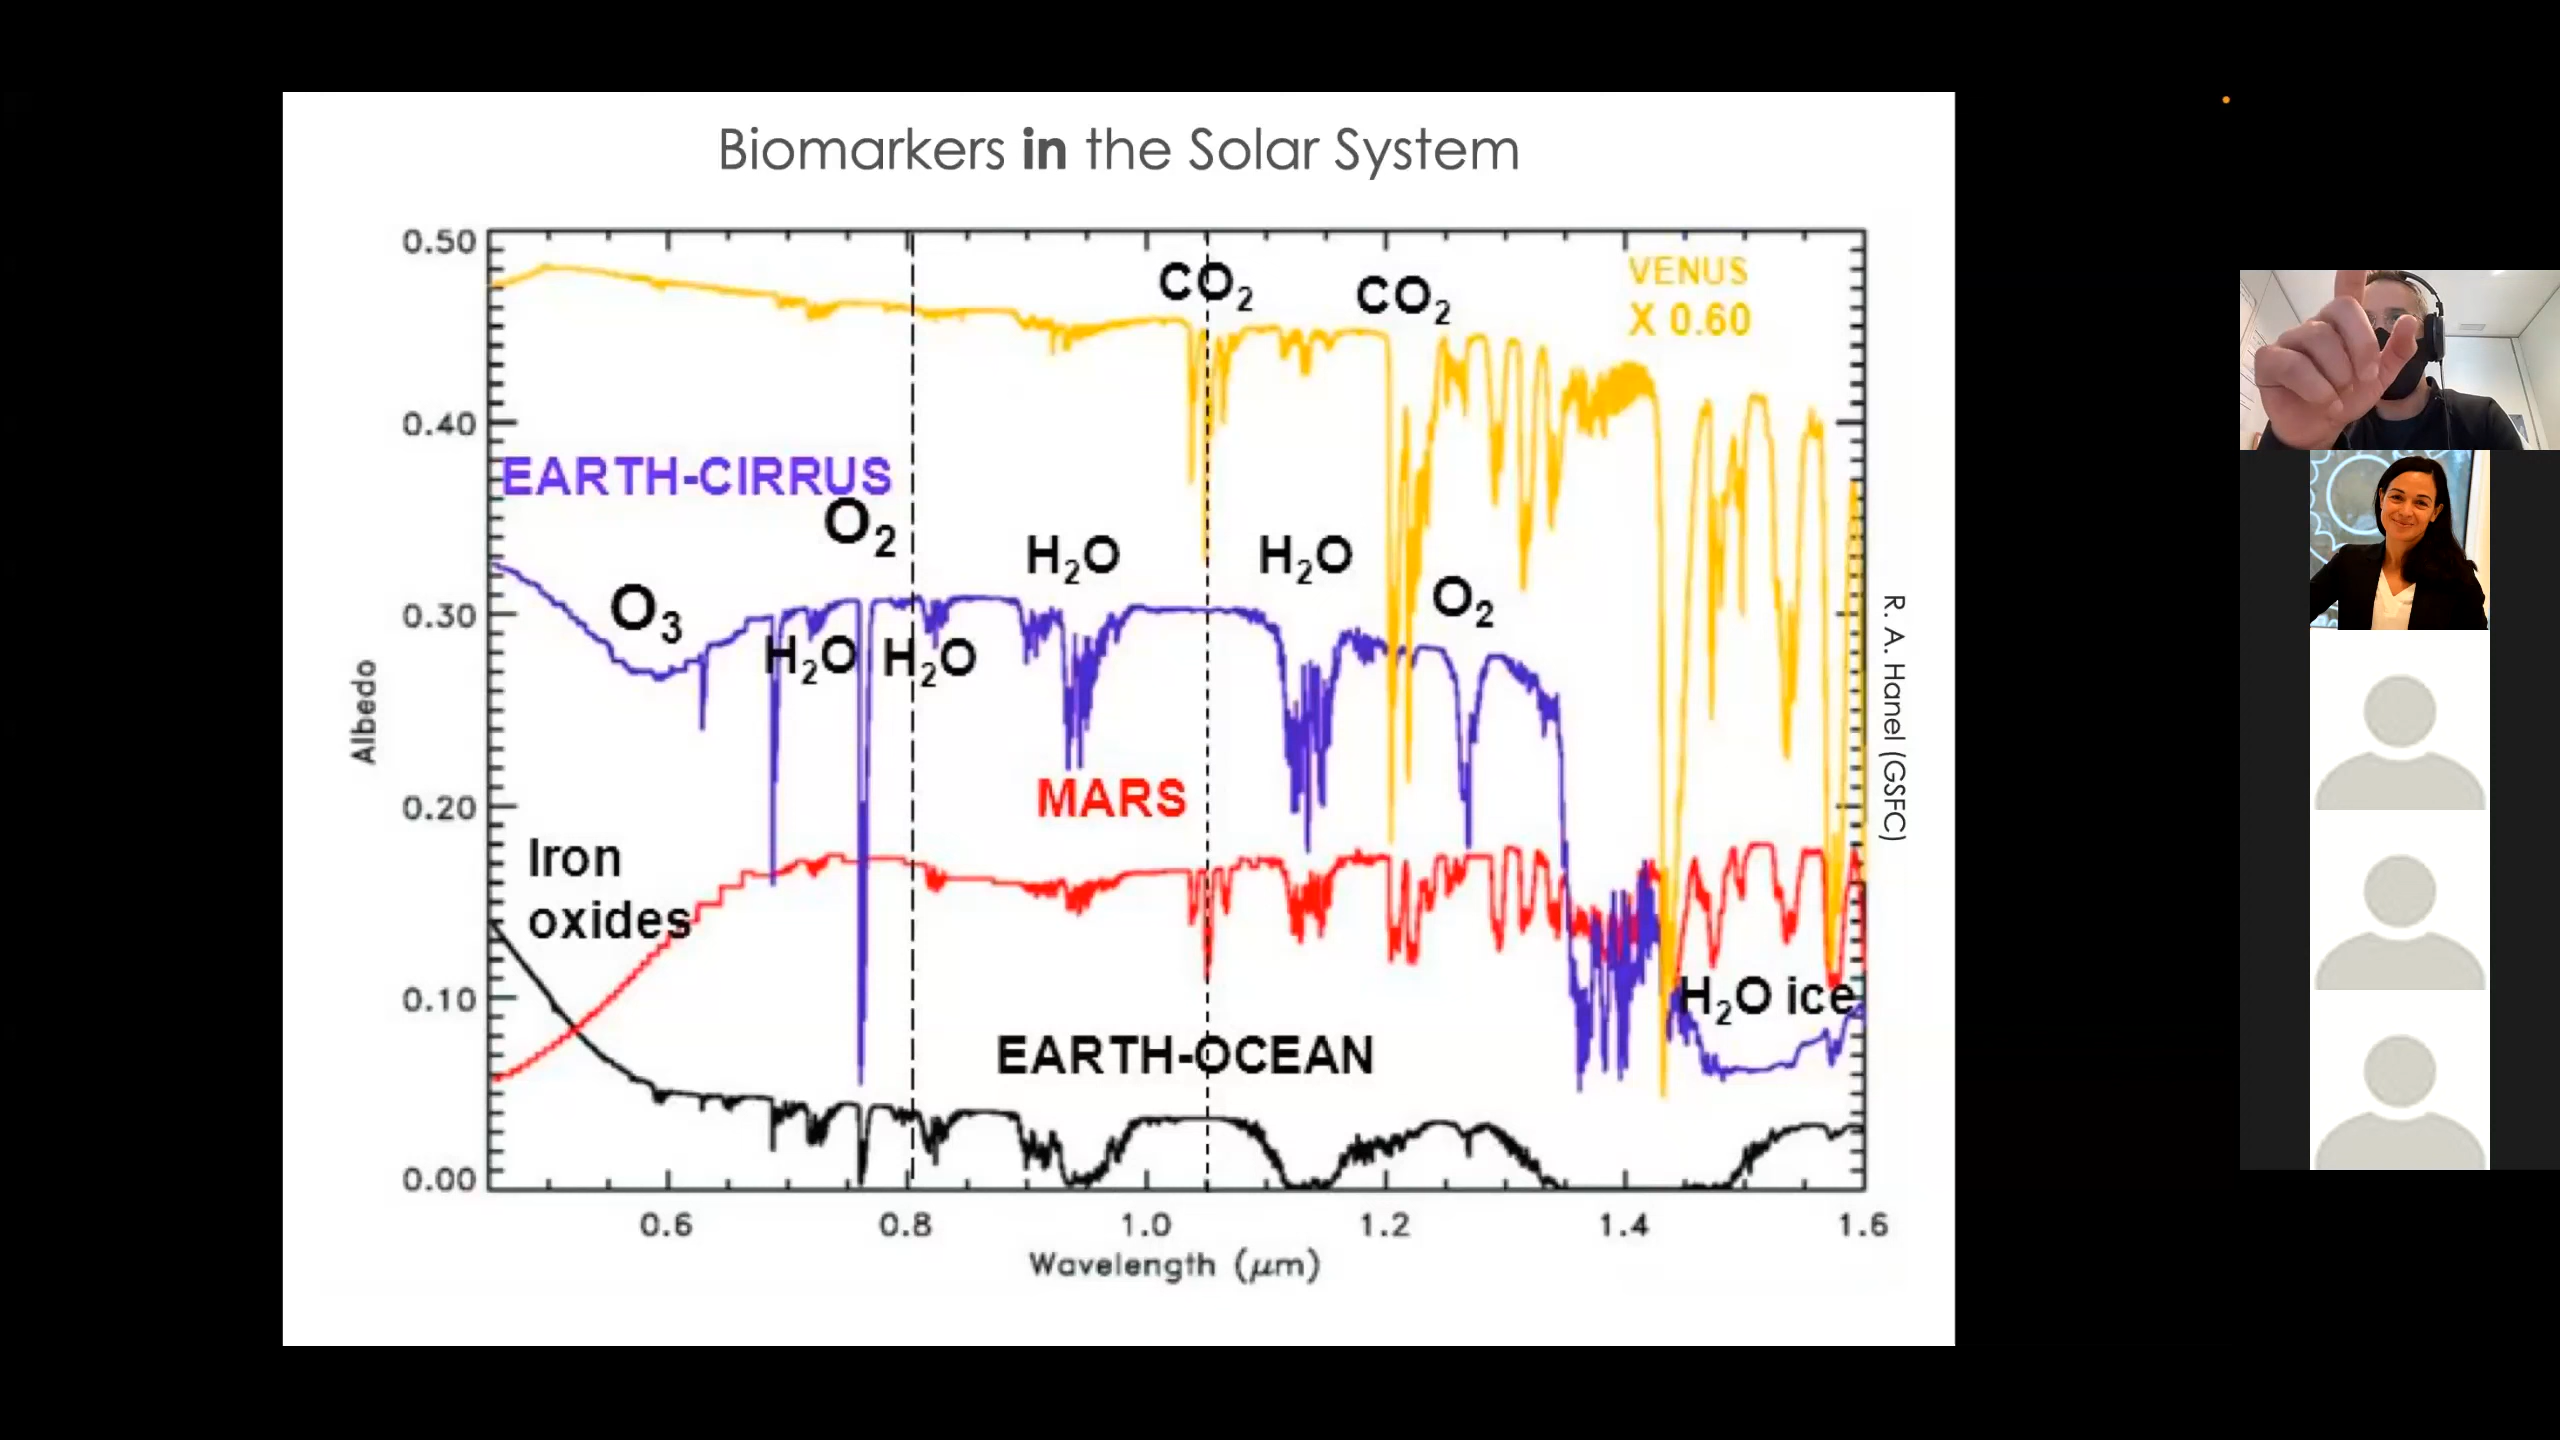 Biomarkers in the Solar System
0.50
0.40
0.30
0.20
0.10
0.00
Albedo
VENUS
X 0.60
CO₂
CO₂
EARTH-CIRRUS
O₂
H₂O
H₂O
O₃
O₂
H₂O
H₂O
MARS
Iron
oxides
H₂O ice
EARTH-OCEAN
0.6 0.8 1.0 1.2 1.4 1.6
Wavelength (μm)
R. A. Hanel (GSFC)